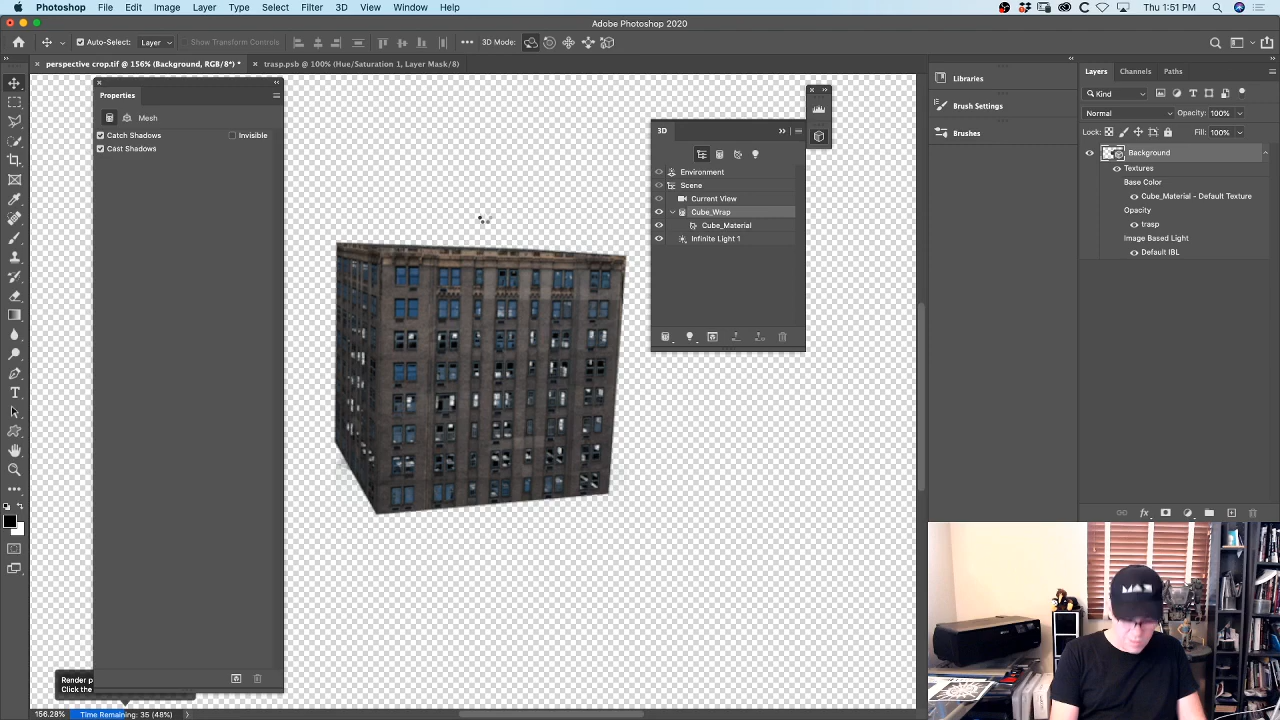 Photoshop File Edit Image Layer Type Select Filter 3D View Window Help
Thu 1:51 PM
Adobe Photoshop 2020
Auto-Select: Layer Show Transform Controls 3D Mode:
perspective crop.tif @ 156% (Background, RGB/8*) *
trasp.psb @ 100% (Hue/Saturation 1, Layer Mask/8)
Properties
Mesh
Catch Shadows Invisible
Cast Shadows
3D
Environment
Scene
Current View
Cube_Wrap
Cube_Material
Infinite Light 1
Libraries
Brush Settings
Brushes
Layers Channels Paths
Kind
Normal Opacity: 100%
Lock: Fill: 100%
Background
Textures
Base Color
Cube_Material - Default Texture
Opacity
trasp
Image Based Light
Default IBL
Render p
Click the
156.28% Time Remaining: 35 (48%)